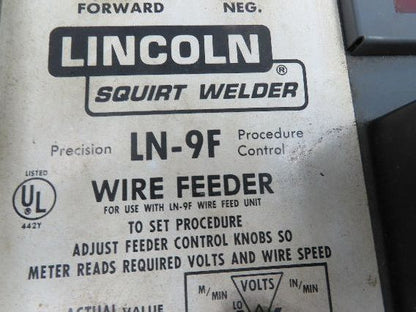 FORWARD NEG.
LINCOLN
®
SQUIRT WELDER
Precision LN-9F Procedure Control
LISTED
UL
®
442Y
WIRE FEEDER
FOR USE WITH LN-9F WIRE FEED UNIT
TO SET PROCEDURE
ADJUST FEEDER CONTROL KNOBS SO
METER READS REQUIRED VOLTS AND WIRE SPEED
M/MIN VOLTS IN/MIN
LO
ACTUAL VALUE